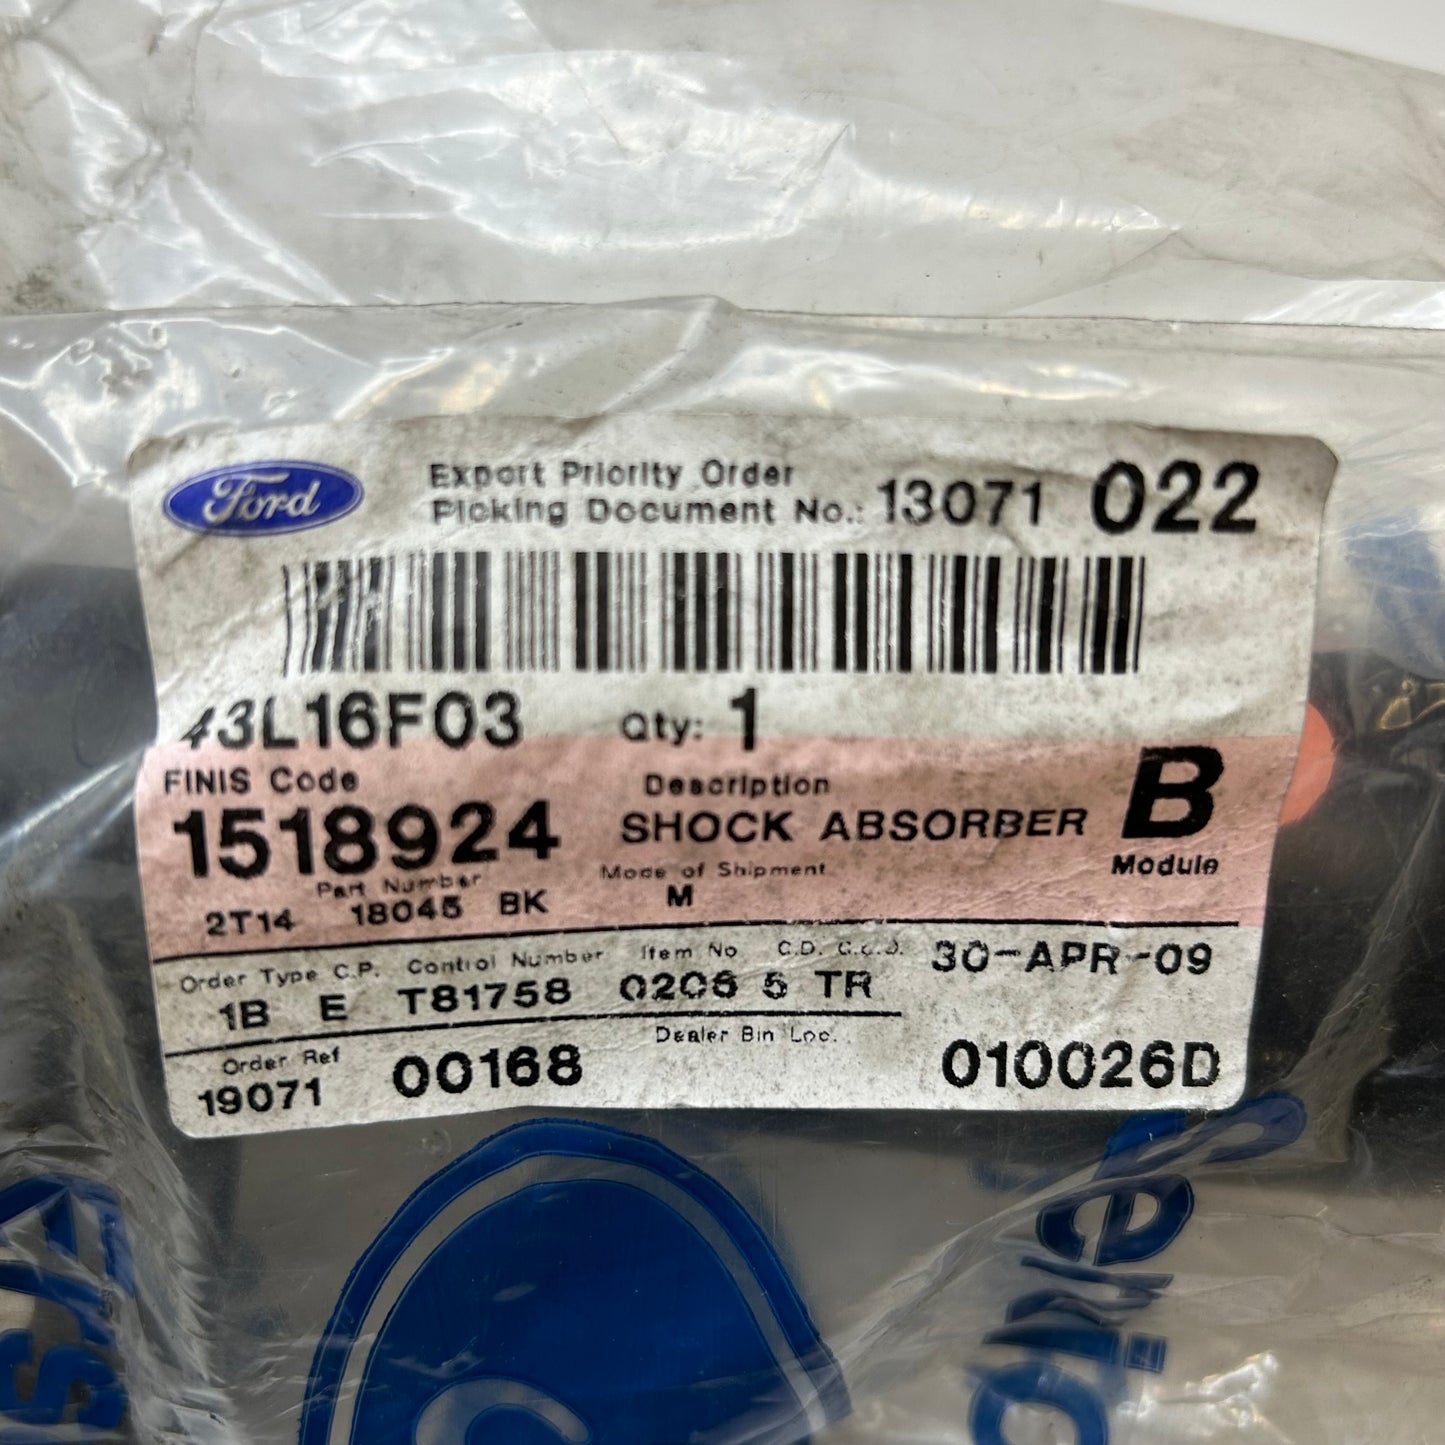 Ford
Export Priority Order
Picking Document No.: 13071 022
43L16F03 Qty: 1
FINIS Code Description B
1518924 SHOCK ABSORBER
Part Number Mode of Shipment Module
2T14 18045 BK M
Order Type C.P. Control Number Item No C.D. 30-APR-09
1B E T81758 0206 5 TR
Order Ref Dealer Bin Loc.
19071 00168 010026D